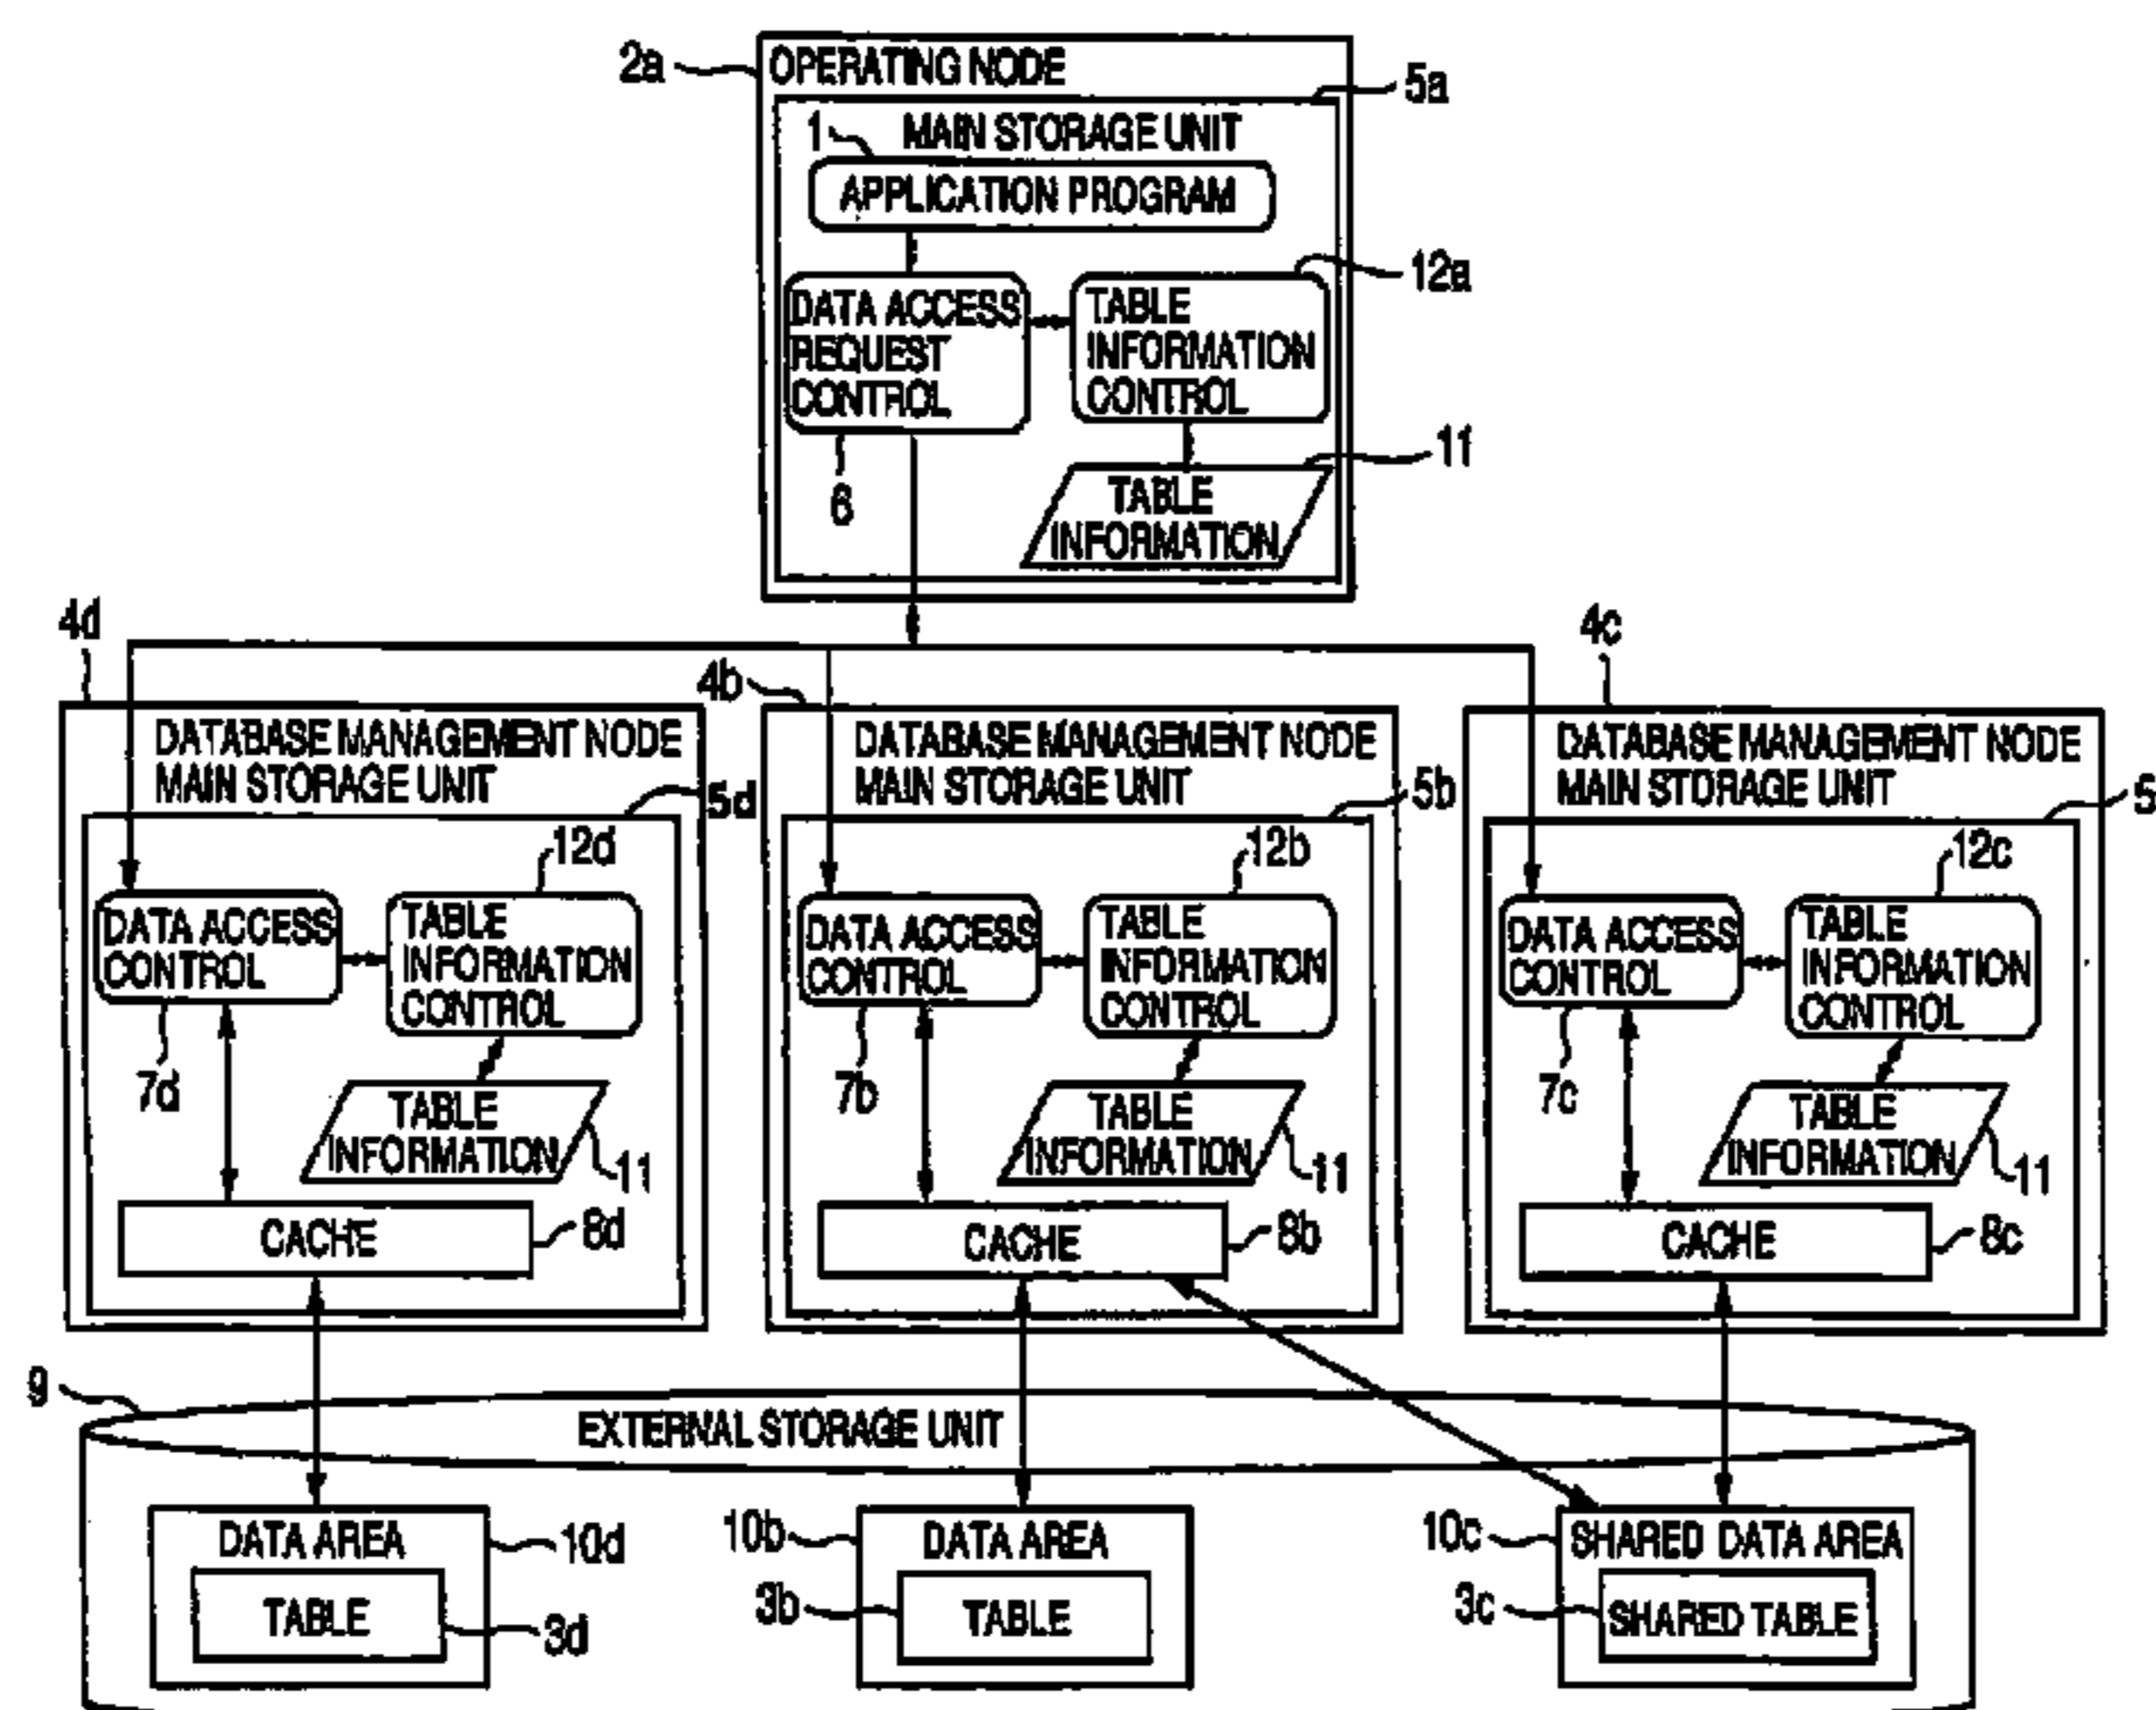 2a
OPERATING NODE
5a
1
MAIN STORAGE UNIT
APPLICATION PROGRAM
12a
DATA ACCESS
REQUEST
CONTROL
TABLE
INFORMATION
CONTROL
11
6
TABLE
INFORMATION
4d
4b
4c
DATABASE MANAGEMENT NODE
MAIN STORAGE UNIT
5d
12d
DATA ACCESS
CONTROL
TABLE
INFORMATION
CONTROL
7d
TABLE
INFORMATION
11
CACHE
8d
DATABASE MANAGEMENT NODE
MAIN STORAGE UNIT
5b
12b
DATA ACCESS
CONTROL
TABLE
INFORMATION
CONTROL
7b
TABLE
INFORMATION
11
CACHE
8b
DATABASE MANAGEMENT NODE
MAIN STORAGE UNIT
12c
DATA ACCESS
CONTROL
TABLE
INFORMATION
CONTROL
7c
TABLE
INFORMATION
11
CACHE
8c
9
EXTERNAL STORAGE UNIT
DATA AREA
10d
TABLE
3d
10b
DATA AREA
3b
TABLE
10c
SHARED DATA AREA
3c
SHARED TABLE